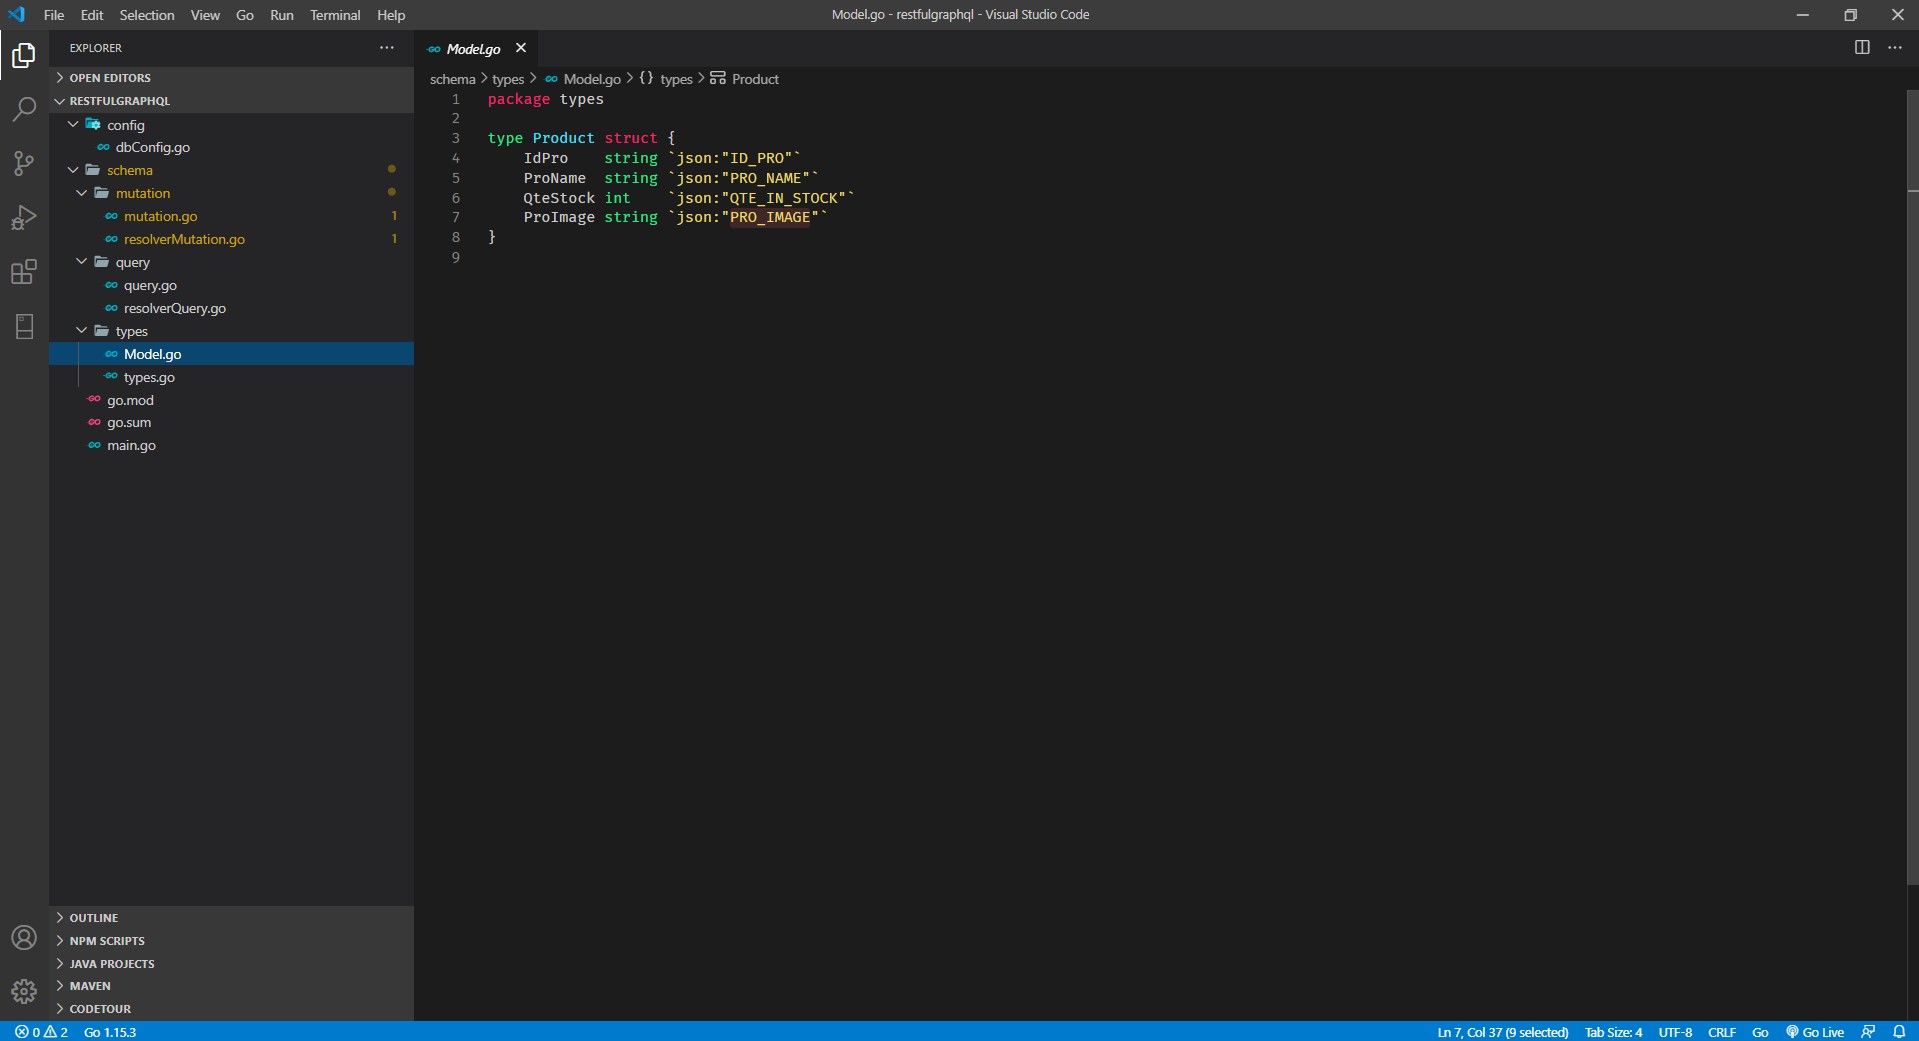 File Edit Selection View Go Run Terminal Help
Model.go - restfulgraphql - Visual Studio Code
EXPLORER
OPEN EDITORS
RESTFULGRAPHQL
config
dbConfig.go
schema
mutation
mutation.go 1
resolverMutation.go 1
query
query.go
resolverQuery.go
types
Model.go
types.go
go.mod
go.sum
main.go
OUTLINE
NPM SCRIPTS
JAVA PROJECTS
MAVEN
CODETOUR
Model.go
schema > types > Model.go > {} types > Product
1 package types
2
3 type Product struct {
4     IdPro    string `json:"ID_PRO"`
5     ProName  string `json:"PRO_NAME"`
6     QteStock int    `json:"QTE_IN_STOCK"`
7     ProImage string `json:"PRO_IMAGE"`
8 }
9
0 2 Go 1.15.3
Ln 7, Col 37 (9 selected) Tab Size: 4 UTF-8 CRLF Go Go Live